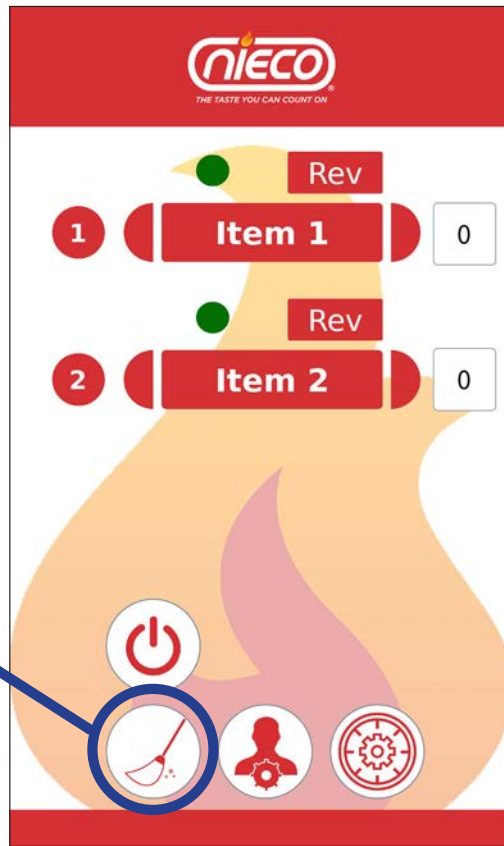 NIECO®
THE TASTE YOU CAN COUNT ON
Rev
1 Item 1 0
Rev
2 Item 2 0